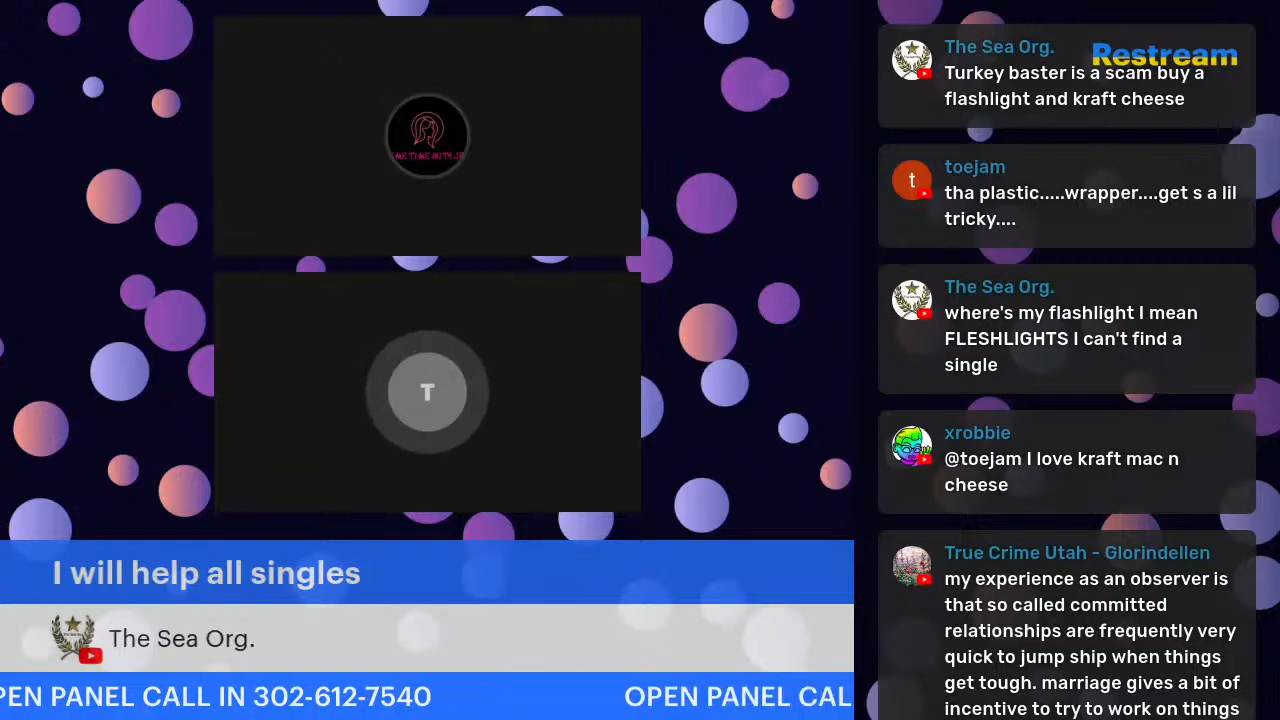 ME TIME WITH JE
T
I will help all singles
The Sea Org.
PEN PANEL CALL IN 302-612-7540
OPEN PANEL CAL
Restream
The Sea Org.
Turkey baster is a scam buy a
flashlight and kraft cheese
t
toejam
tha plastic.....wrapper....get s a lil
tricky....
The Sea Org.
where's my flashlight I mean
FLESHLIGHTS I can't find a
single
xrobbie
@toejam I love kraft mac n
cheese
True Crime Utah - Glorindellen
my experience as an observer is
that so called committed
relationships are frequently very
quick to jump ship when things
get tough. marriage gives a bit of
incentive to try to work on things